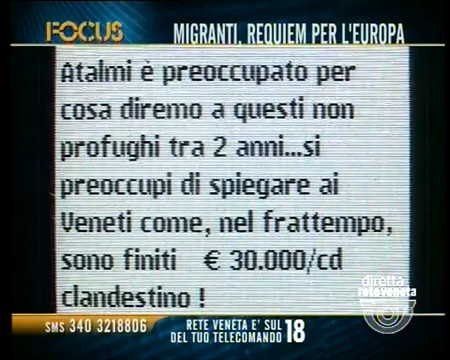 FOCUS
MIGRANTI, REQUIEM PER L'EUROPA
Atalmi è preoccupato per
cosa diremo a questi non
profughi tra 2 anni...si
preoccupi di spiegare ai
Veneti come, nel frattempo,
sono finiti € 30.000/cd
clandestino !
diretta
reteveneta
SMS 340 3218806
RETE VENETA E' SUL
DEL TUO TELECOMANDO 18